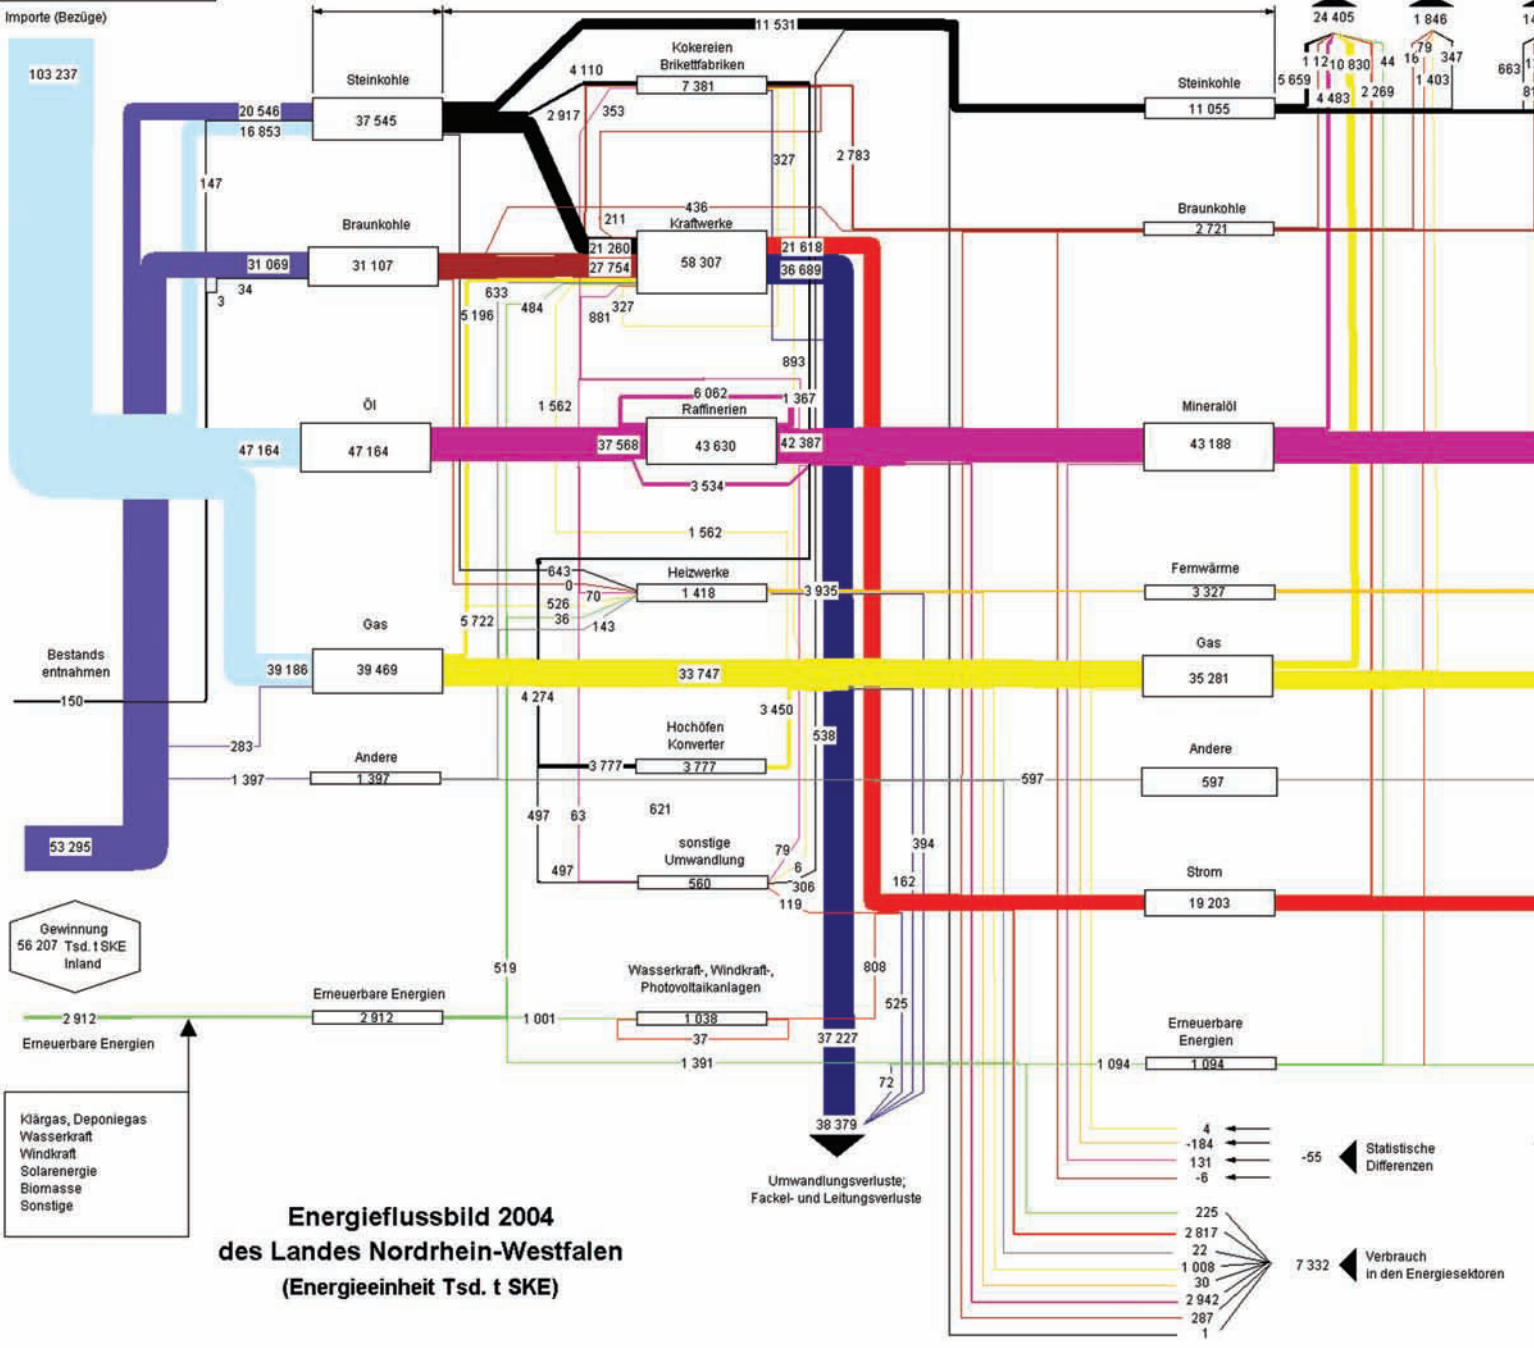 Importe (Bezüge)
103 237
20 546
16 853
147
31 069
34
3
47 164
39 186
Bestands
entnahmen
150
283
1 397
53 295
Gewinnung
56 207 Tsd. t SKE
Inland
2 912
Erneuerbare Energien
Klärgas, Deponiegas
Wasserkraft
Windkraft
Solarenergie
Biomasse
Sonstige
Steinkohle
37 545
Braunkohle
31 107
Öl
47 164
Gas
39 469
Andere
1 397
Erneuerbare Energien
2 912
11 531
4 110
2 917
353
Kokereien
Brikettfabriken
7 381
327
2 783
436
211
Kraftwerke
21 260
27 754
58 307
21 618
36 689
633
484
5 196
881
327
893
1 562
6 062
1 367
Raffinerien
37 568
43 630
42 387
3 534
1 562
643
0
70
526
36
143
5 722
Heizwerke
1 418
3 935
33 747
4 274
3 450
538
Hochöfen
Konverter
3 777
3 777
497
63
621
sonstige
Umwandlung
497
560
79
6
306
119
394
162
519
Wasserkraft-, Windkraft-,
Photovoltaikanlagen
1 001
1 038
37
808
525
1 391
37 227
72
38 379
Umwandlungsverluste;
Fackel- und Leitungsverluste
Steinkohle
11 055
Braunkohle
2 721
Mineralöl
43 188
Fernwärme
3 327
Gas
35 281
Andere
597
597
Strom
19 203
Erneuerbare
Energien
1 094
1 094
24 405
5 659
112
10 830
44
4 483
2 269
1 846
79
16
347
1 403
663
4
-184
131
-6
-55
Statistische
Differenzen
225
2 817
22
1 008
30
2 942
287
1
7 332
Verbrauch
in den Energiesektoren
Energieflussbild 2004
des Landes Nordrhein-Westfalen
(Energieeinheit Tsd. t SKE)